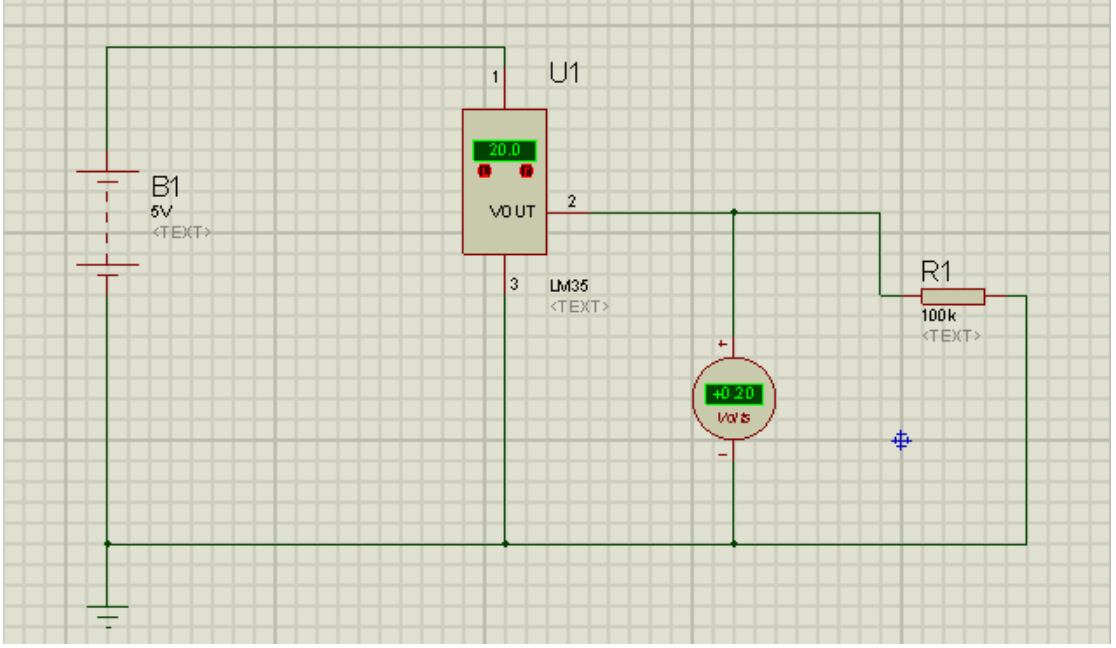 1
U1
20.0
B1
5V
<TEXT>
VOUT
2
3
LM35
<TEXT>
R1
100k
<TEXT>
+
+0.20
Volts
-